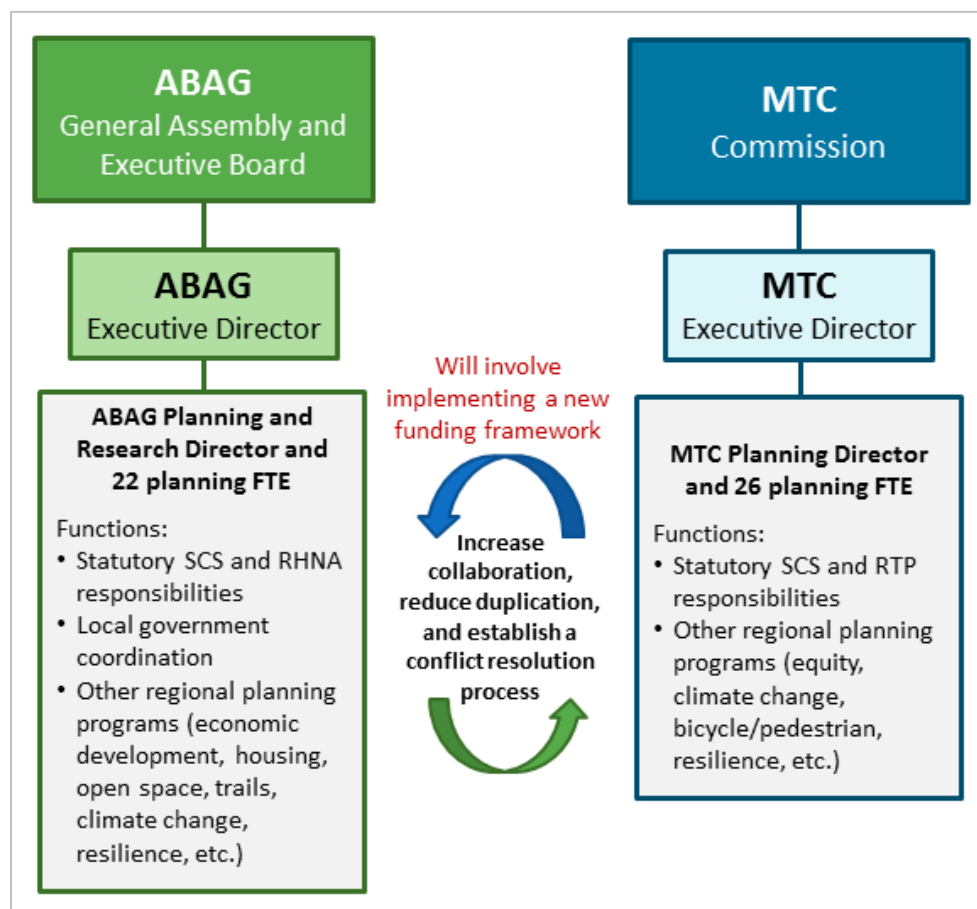 ABAG
General Assembly and
Executive Board
ABAG
Executive Director
ABAG Planning and
Research Director and
22 planning FTE
Functions:
• Statutory SCS and RHNA
responsibilities
• Local government
coordination
• Other regional planning
programs (economic
development, housing,
open space, trails,
climate change,
resilience, etc.)
Will involve
implementing a new
funding framework
Increase
collaboration,
reduce duplication,
and establish a
conflict resolution
process
MTC
Commission
MTC
Executive Director
MTC Planning Director
and 26 planning FTE
Functions:
• Statutory SCS and RTP
responsibilities
• Other regional planning
programs (equity,
climate change,
bicycle/pedestrian,
resilience, etc.)